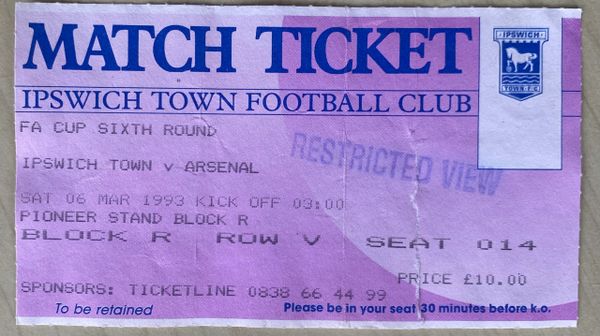 MATCH TICKET
IPSWICH
TOWN F.C
IPSWICH TOWN FOOTBALL CLUB
FA CUP SIXTH ROUND
RESTRICTED VIEW
IPSWICH TOWN v ARSENAL
SAT 06 MAR 1993 KICK OFF 03:00
PIONEER STAND BLOCK R
BLOCK R ROW V SEAT 014
PRICE £10.00
SPONSORS: TICKETLINE 0838 66 44 99
To be retained
Please be in your seat 30 minutes before k.o.